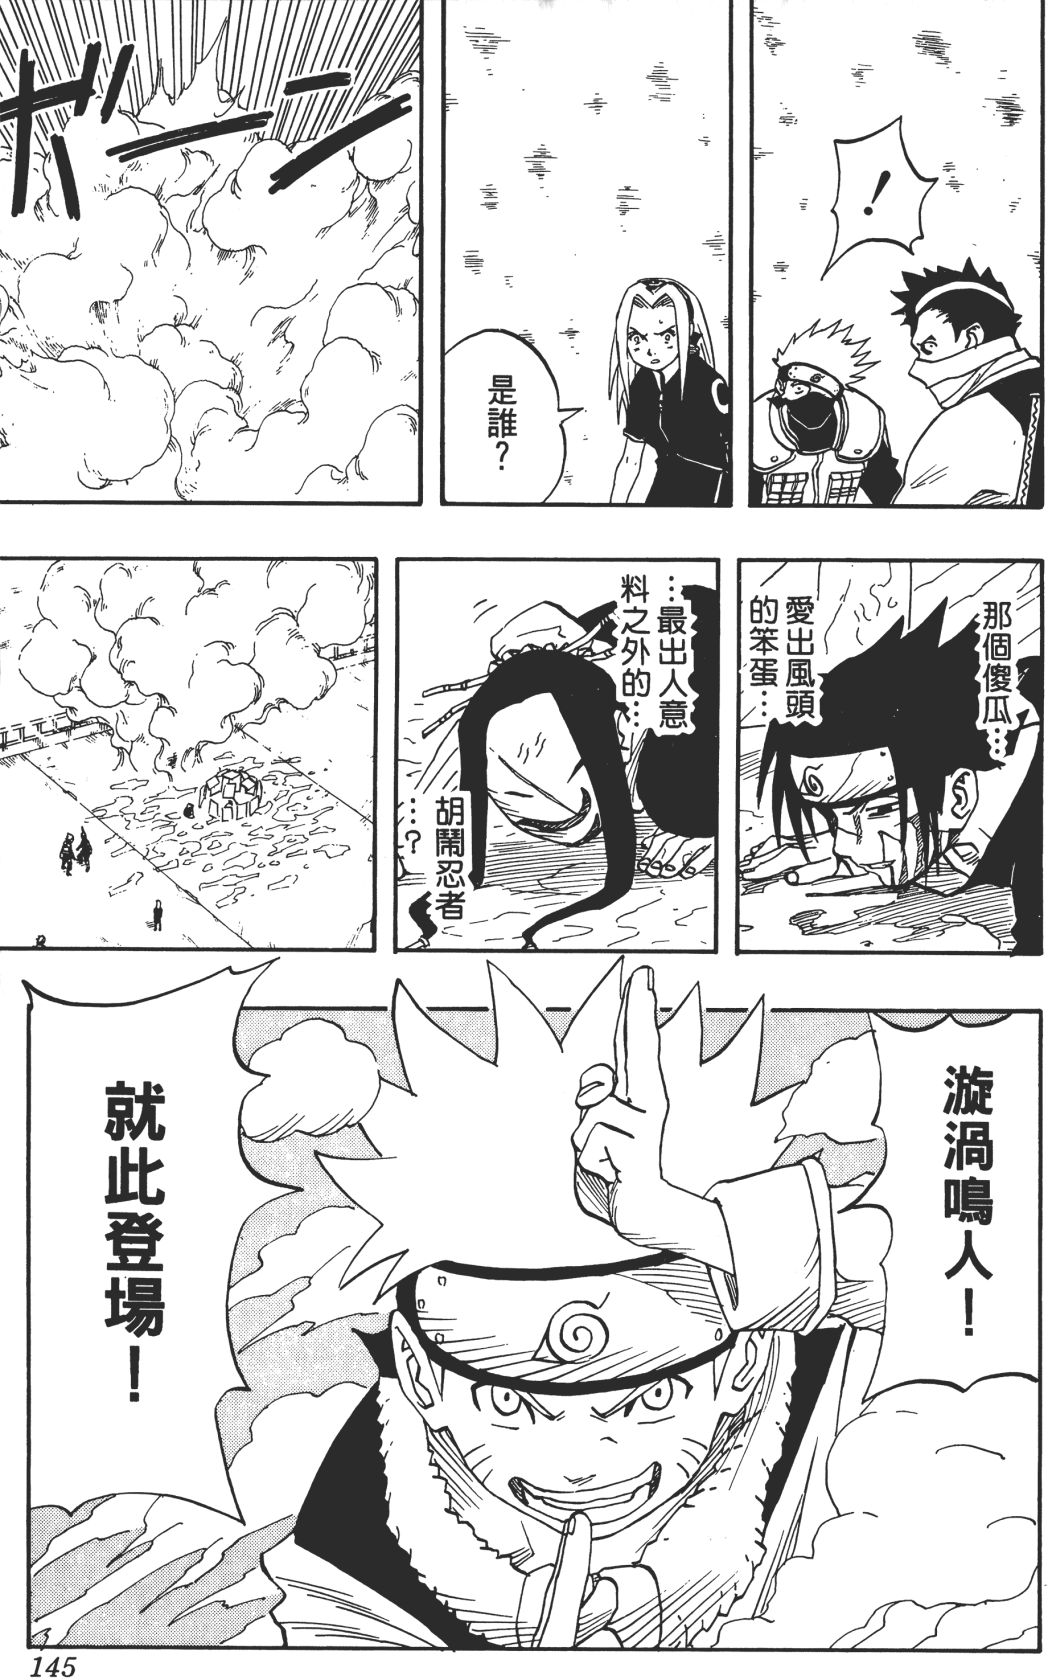 ！
是誰？
ボーン
那個傻瓜…
愛出風頭
的笨蛋…
…最出人意
料之外的…
胡鬧忍者
…？
漩渦鳴人！
就此登場！
145